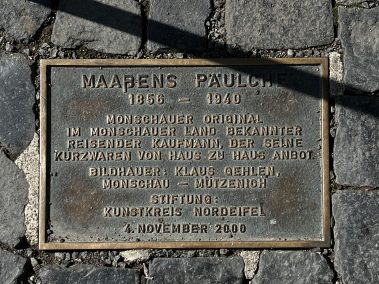 MAAßENS PÄULCHE
1856 – 1940
MONSCHAUER ORIGINAL
IM MONSCHAUER LAND BEKANNTER
REISENDER KAUFMANN, DER SEINE
KURZWAREN VON HAUS ZU HAUS ANBOT.
BILDHAUER: KLAUS GEHLEN,
MONSCHAU – MÜTZENICH
STIFTUNG:
KUNSTKREIS NORDEIFEL
4. NOVEMBER 2000